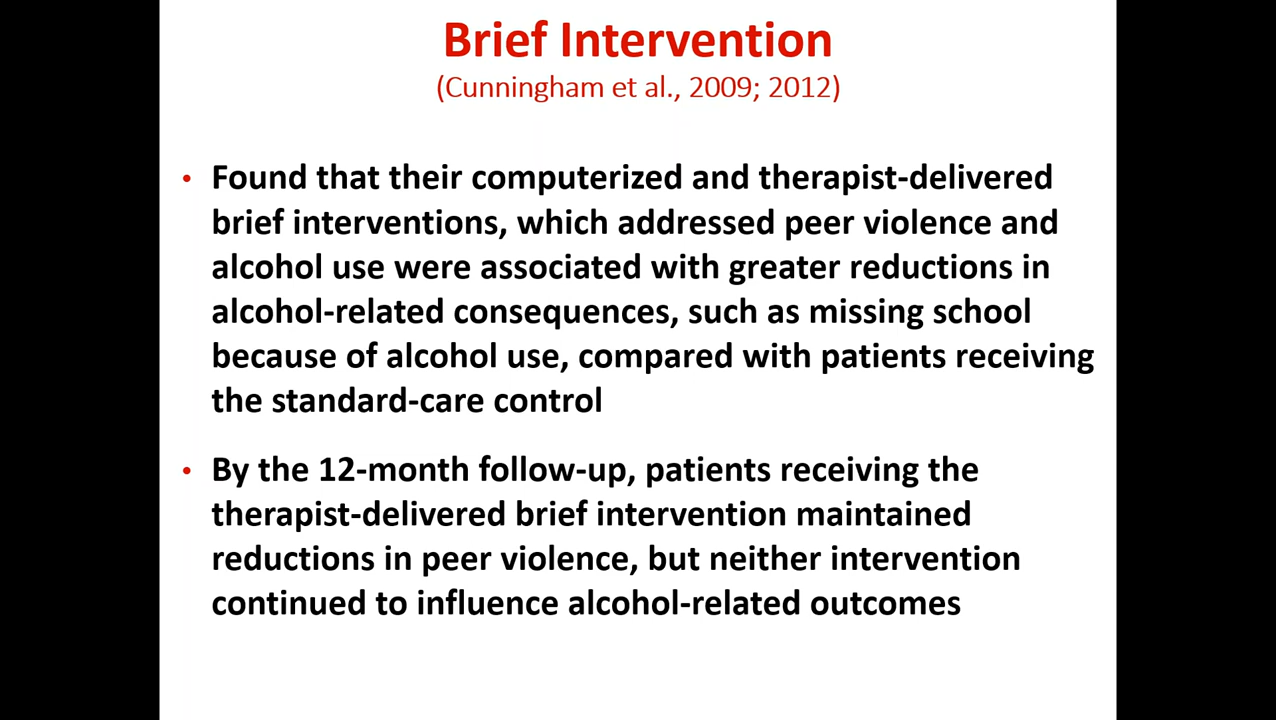 Brief Intervention
(Cunningham et al., 2009; 2012)
• Found that their computerized and therapist-delivered
brief interventions, which addressed peer violence and
alcohol use were associated with greater reductions in
alcohol-related consequences, such as missing school
because of alcohol use, compared with patients receiving
the standard-care control
• By the 12-month follow-up, patients receiving the
therapist-delivered brief intervention maintained
reductions in peer violence, but neither intervention
continued to influence alcohol-related outcomes